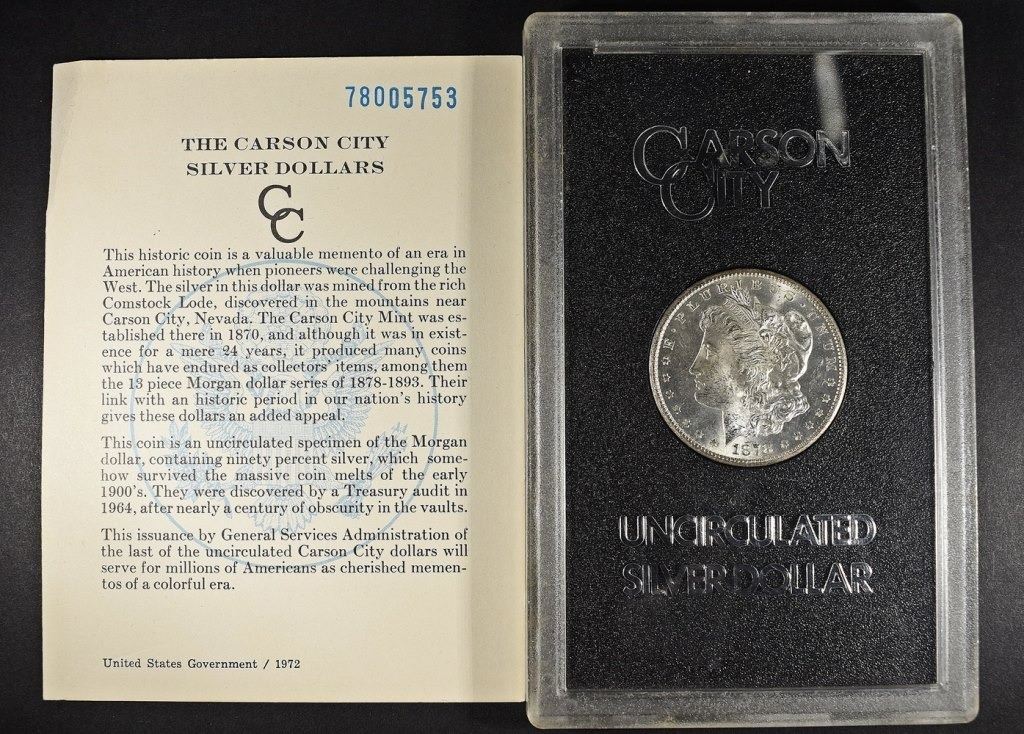 78005753
THE CARSON CITY
SILVER DOLLARS
CC
This historic coin is a valuable memento of an era in
American history when pioneers were challenging the
West. The silver in this dollar was mined from the rich
Comstock Lode, discovered in the mountains near
Carson City, Nevada. The Carson City Mint was es-
tablished there in 1870, and although it was in exist-
ence for a mere 24 years, it produced many coins
which have endured as collectors' items, among them
the 13 piece Morgan dollar series of 1878-1893. Their
link with an historic period in our nation's history
gives these dollars an added appeal.
This coin is an uncirculated specimen of the Morgan
dollar, containing ninety percent silver, which some-
how survived the massive coin melts of the early
1900's. They were discovered by a Treasury audit in
1964, after nearly a century of obscurity in the vaults.
This issuance by General Services Administration of
the last of the uncirculated Carson City dollars will
serve for millions of Americans as cherished memen-
tos of a colorful era.
United States Government / 1972
CARSON
CITY
E PLURIBUS UNUM
1878
UNCIRCULATED
SILVER DOLLAR